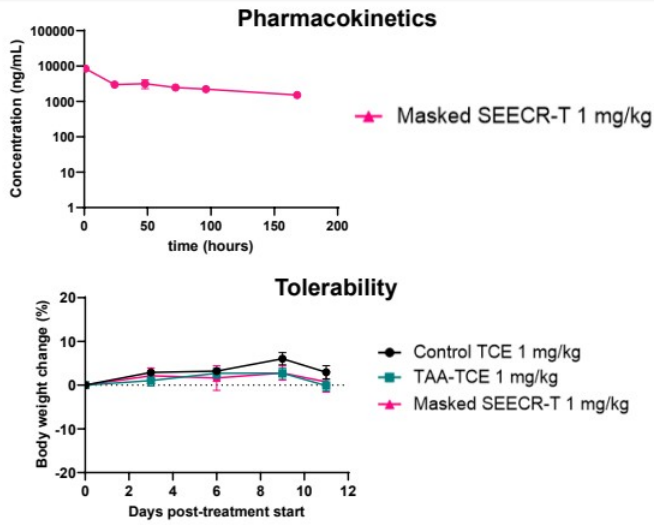 Pharmacokinetics
Concentration (ng/mL)
100000
10000
1000
100
10
1
0 50 100 150 200
time (hours)
Masked SEECR-T 1 mg/kg
Tolerability
Body weight change (%)
20
10
0
-10
-20
0 2 4 6 8 10 12
Days post-treatment start
Control TCE 1 mg/kg
TAA-TCE 1 mg/kg
Masked SEECR-T 1 mg/kg